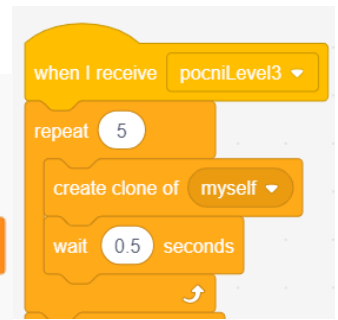 when I receive pocniLevel3
repeat 5
create clone of myself
wait 0.5 seconds